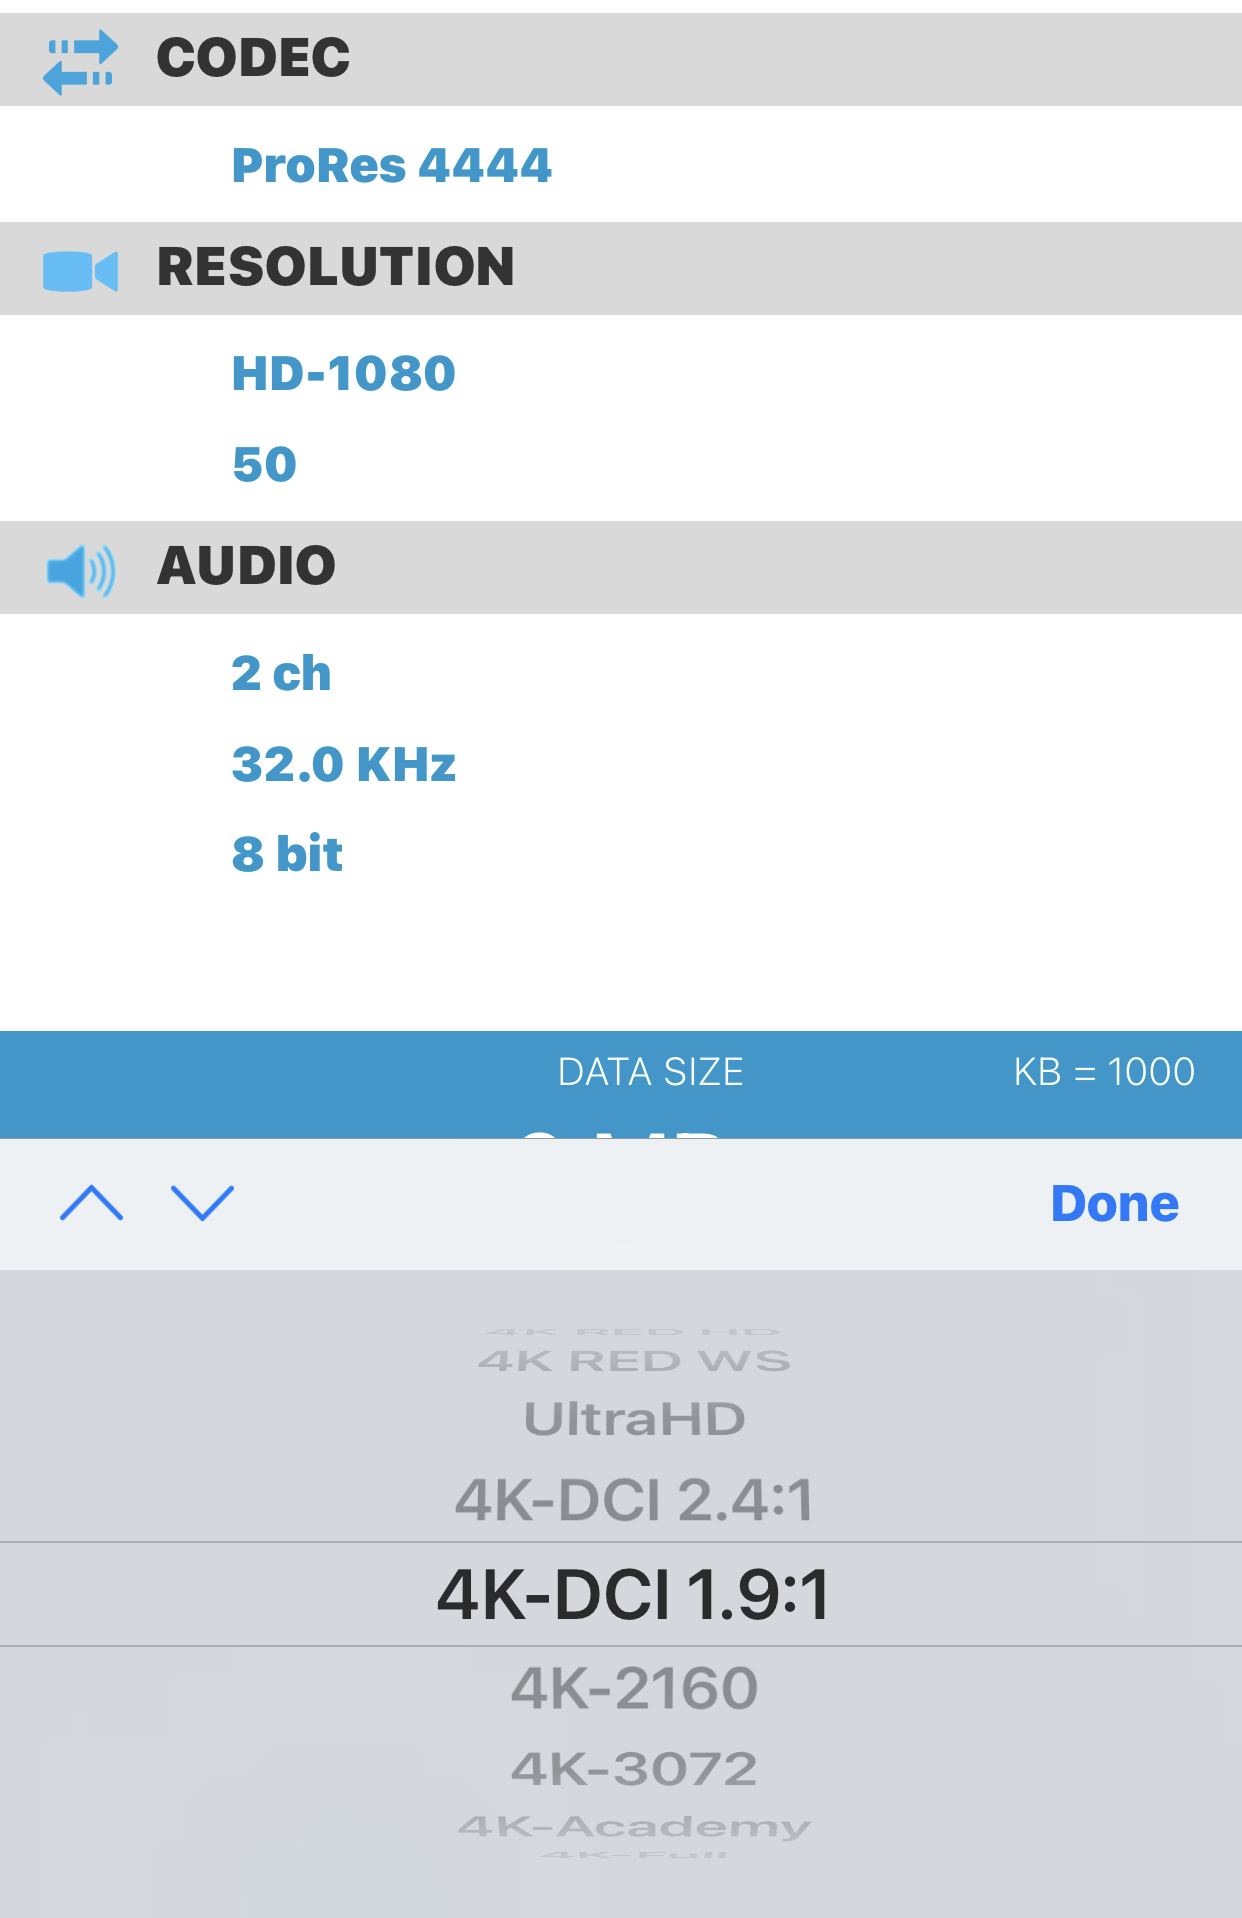 CODEC
ProRes 4444
RESOLUTION
HD-1080
50
AUDIO
2 ch
32.0 KHz
8 bit
DATA SIZE
KB = 1000
Done
4K RED HD
4K RED WS
UltraHD
4K-DCI 2.4:1
4K-DCI 1.9:1
4K-2160
4K-3072
4K-Academy
4K-Full